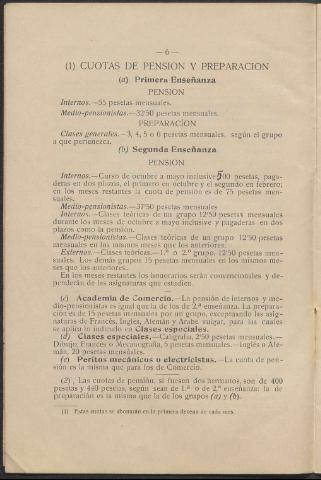 — 6 —
(1) CUOTAS DE PENSION Y PREPARACION
(a) Primera Enseñanza
PENSION
Internos.—55 pesetas mensuales.
Medio-pensionistas.—32'50 pesetas mensuales.
PREPARACION
Clases generales.—3, 4, 5 o 6 pesetas mensuales, según el grupo
a que pertenezca.
(b) Segunda Enseñanza
PENSION
Internos.—Curso de octubre a mayo inclusive 500 pesetas, paga-
deras en dos plazos, el primero en octubre y el segundo en febrero;
en los meses restantes la cuota de pensión es de 75 pesetas men-
suales.
Medio-pensionistas.—37'50 pesetas mensuales
Internos.—Clases teóricas de un grupo 12'50 pesetas mensuales
durante los meses de octubre a mayo inclusive y pagaderas en dos
plazos como la pensión.
Medio-pensionistas.—Clases teóricas de un grupo 12'50 pesetas
mensuales en los mismos meses que los anteriores.
Externos.—Clases teóricas.—1.º o 2.º grupo, 12'50 pesetas men-
suales. Los demás grupos 15 pesetas mensuales en los mismos me-
ses que los anteriores.
En los meses restantes los honorarios serán convencionales y de-
penderán de las asignaturas que estudien.
(c) Academia de Comercio.—La pensión de internos y me-
dio-pensionistas es igual que la de los de 2.ª enseñanza. La prepara-
ción es de 15 pesetas mensuales por un grupo, exceptuando las asig-
naturas de Francés, Inglés, Alemán y Arabe vulgar, para las cuales
se aplica lo indicado en Clases especiales.
(d) Clases especiales.—Caligrafía, 2'50 pesetas mensuales.—
Dibujo, Francés o Mecanografía, 5 pesetas mensuales.—Inglés o Ale-
mán, 20 pesetas mensuales.
(e) Peritos mecánicos o electricistas.—La cuota de pen-
sión es la misma que para los de Comercio.
(2) Las cuotas de pensión, si fuesen dos hermanos, son de 400
pesetas y 440 pesetas, según sean de 1.ª o de 2.ª enseñanza; la de
preparación es la misma que la de los grupos (a) y (b).
(1) Estas cuotas se abonarán en la primera decena de cada mes.